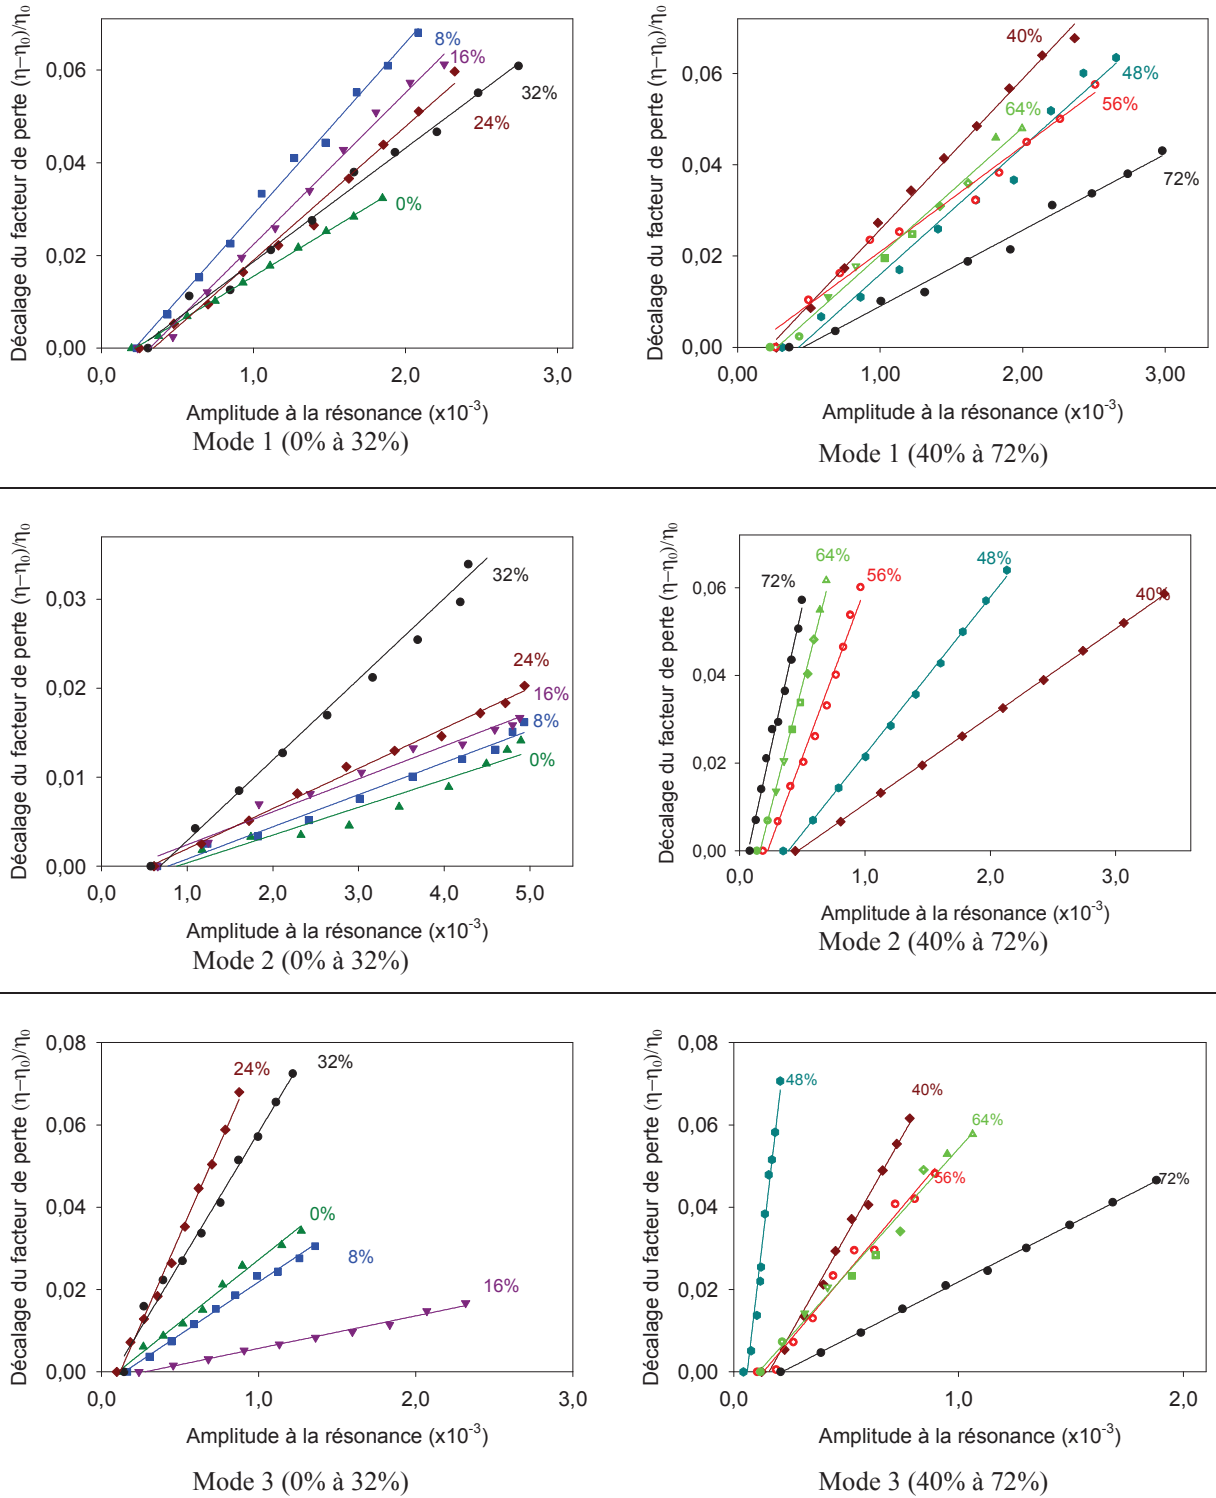 Décalage du facteur de perte (η−η₀)/η₀
0,06
0,04
0,02
0,00
8%
16%
32%
24%
0%
0,0 1,0 2,0 3,0
Amplitude à la résonance (x10⁻³)
Mode 1 (0% à 32%)
Décalage du facteur de perte (η−η₀)/η₀
0,06
0,04
0,02
0,00
40%
48%
64%
56%
72%
0,00 1,00 2,00 3,00
Amplitude à la résonance (x10⁻³)
Mode 1 (40% à 72%)
Décalage du facteur de perte (η−η₀)/η₀
0,03
0,02
0,01
0,00
32%
24%
16%
8%
0%
0,0 1,0 2,0 3,0 4,0 5,0
Amplitude à la résonance (x10⁻³)
Mode 2 (0% à 32%)
Décalage du facteur de perte (η−η₀)/η₀
0,06
0,04
0,02
0,00
64%
72%
56%
48%
40%
0,0 1,0 2,0 3,0
Amplitude à la résonance (x10⁻³)
Mode 2 (40% à 72%)
Décalage du facteur de perte (η−η₀)/η₀
0,08
0,06
0,04
0,02
0,00
24%
32%
0%
8%
16%
0,0 1,0 2,0 3,0
Amplitude à la résonance (x10⁻³)
Mode 3 (0% à 32%)
Décalage du facteur de perte (η−η₀)/η₀
0,08
0,06
0,04
0,02
0,00
48%
40%
64%
56%
72%
0,0 1,0 2,0
Amplitude à la résonance (x10⁻³)
Mode 3 (40% à 72%)